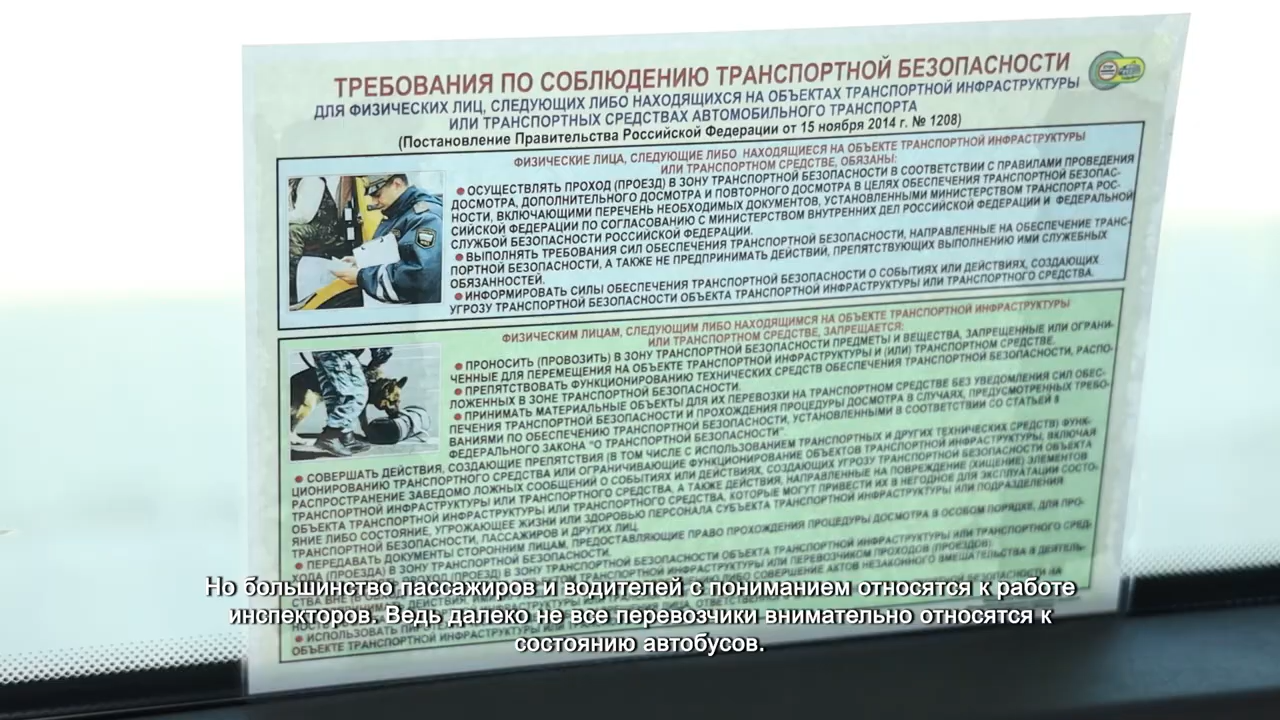 ТРЕБОВАНИЯ ПО СОБЛЮДЕНИЮ ТРАНСПОРТНОЙ БЕЗОПАСНОСТИ
ДЛЯ ФИЗИЧЕСКИХ ЛИЦ, СЛЕДУЮЩИХ ЛИБО НАХОДЯЩИХСЯ НА ОБЪЕКТАХ ТРАНСПОРТНОЙ ИНФРАСТРУКТУРЫ
ИЛИ ТРАНСПОРТНЫХ СРЕДСТВАХ АВТОМОБИЛЬНОГО ТРАНСПОРТА
(Постановление Правительства Российской Федерации от 15 ноября 2014 г. № 1208)
ФИЗИЧЕСКИЕ ЛИЦА, СЛЕДУЮЩИЕ ЛИБО НАХОДЯЩИЕСЯ НА ОБЪЕКТЕ ТРАНСПОРТНОЙ ИНФРАСТРУКТУРЫ
ИЛИ ТРАНСПОРТНОМ СРЕДСТВЕ, ОБЯЗАНЫ:
● ОСУЩЕСТВЛЯТЬ ПРОХОД (ПРОЕЗД) В ЗОНУ ТРАНСПОРТНОЙ БЕЗОПАСНОСТИ В СООТВЕТСТВИИ С ПРАВИЛАМИ ПРОВЕДЕНИЯ
ДОСМОТРА, ДОПОЛНИТЕЛЬНОГО ДОСМОТРА И ПОВТОРНОГО ДОСМОТРА В ЦЕЛЯХ ОБЕСПЕЧЕНИЯ ТРАНСПОРТНОЙ БЕЗОПАС-
НОСТИ, ВКЛЮЧАЮЩИМИ ПЕРЕЧЕНЬ НЕОБХОДИМЫХ ДОКУМЕНТОВ, УСТАНОВЛЕННЫМИ МИНИСТЕРСТВОМ ТРАНСПОРТА РОС-
СИЙСКОЙ ФЕДЕРАЦИИ ПО СОГЛАСОВАНИЮ С МИНИСТЕРСТВОМ ВНУТРЕННИХ ДЕЛ РОССИЙСКОЙ ФЕДЕРАЦИИ И ФЕДЕРАЛЬНОЙ
СЛУЖБОЙ БЕЗОПАСНОСТИ РОССИЙСКОЙ ФЕДЕРАЦИИ.
● ВЫПОЛНЯТЬ ТРЕБОВАНИЯ СИЛ ОБЕСПЕЧЕНИЯ ТРАНСПОРТНОЙ БЕЗОПАСНОСТИ, НАПРАВЛЕННЫЕ НА ОБЕСПЕЧЕНИЕ ТРАНС-
ПОРТНОЙ БЕЗОПАСНОСТИ, А ТАКЖЕ НЕ ПРЕДПРИНИМАТЬ ДЕЙСТВИЙ, ПРЕПЯТСТВУЮЩИХ ВЫПОЛНЕНИЮ ИМИ СЛУЖЕБНЫХ
ОБЯЗАННОСТЕЙ.
● ИНФОРМИРОВАТЬ СИЛЫ ОБЕСПЕЧЕНИЯ ТРАНСПОРТНОЙ БЕЗОПАСНОСТИ О СОБЫТИЯХ ИЛИ ДЕЙСТВИЯХ, СОЗДАЮЩИХ
УГРОЗУ ТРАНСПОРТНОЙ БЕЗОПАСНОСТИ ОБЪЕКТА ТРАНСПОРТНОЙ ИНФРАСТРУКТУРЫ ИЛИ ТРАНСПОРТНОГО СРЕДСТВА.
ФИЗИЧЕСКИМ ЛИЦАМ, СЛЕДУЮЩИМ ЛИБО НАХОДЯЩИМСЯ НА ОБЪЕКТЕ ТРАНСПОРТНОЙ ИНФРАСТРУКТУРЫ
ИЛИ ТРАНСПОРТНОМ СРЕДСТВЕ, ЗАПРЕЩАЕТСЯ:
● ПРОНОСИТЬ (ПРОВОЗИТЬ) В ЗОНУ ТРАНСПОРТНОЙ БЕЗОПАСНОСТИ ПРЕДМЕТЫ И ВЕЩЕСТВА, ЗАПРЕЩЕННЫЕ ИЛИ ОГРАНИ-
ЧЕННЫЕ ДЛЯ ПЕРЕМЕЩЕНИЯ НА ОБЪЕКТЕ ТРАНСПОРТНОЙ ИНФРАСТРУКТУРЫ И (ИЛИ) ТРАНСПОРТНОМ СРЕДСТВЕ.
● ПРЕПЯТСТВОВАТЬ ФУНКЦИОНИРОВАНИЮ ТЕХНИЧЕСКИХ СРЕДСТВ ОБЕСПЕЧЕНИЯ ТРАНСПОРТНОЙ БЕЗОПАСНОСТИ, РАСПО-
ЛОЖЕННЫХ В ЗОНЕ ТРАНСПОРТНОЙ БЕЗОПАСНОСТИ.
● ПРИНИМАТЬ МАТЕРИАЛЬНЫЕ ОБЪЕКТЫ ДЛЯ ИХ ПЕРЕВОЗКИ НА ТРАНСПОРТНОМ СРЕДСТВЕ БЕЗ УВЕДОМЛЕНИЯ СИЛ ОБЕС-
ПЕЧЕНИЯ ТРАНСПОРТНОЙ БЕЗОПАСНОСТИ И ПРОХОЖДЕНИЯ ПРОЦЕДУРЫ ДОСМОТРА В СЛУЧАЯХ, ПРЕДУСМОТРЕННЫХ ТРЕБО-
ВАНИЯМИ ПО ОБЕСПЕЧЕНИЮ ТРАНСПОРТНОЙ БЕЗОПАСНОСТИ, УСТАНОВЛЕННЫМИ В СООТВЕТСТВИИ СО СТАТЬЕЙ 8
ФЕДЕРАЛЬНОГО ЗАКОНА "О ТРАНСПОРТНОЙ БЕЗОПАСНОСТИ".
● СОВЕРШАТЬ ДЕЙСТВИЯ, СОЗДАЮЩИЕ ПРЕПЯТСТВИЯ (В ТОМ ЧИСЛЕ С ИСПОЛЬЗОВАНИЕМ ТРАНСПОРТНЫХ И ДРУГИХ ТЕХНИЧЕСКИХ СРЕДСТВ) ФУНК-
ЦИОНИРОВАНИЮ ТРАНСПОРТНОГО СРЕДСТВА ИЛИ ОГРАНИЧИВАЮЩИЕ ФУНКЦИОНИРОВАНИЕ ОБЪЕКТОВ ТРАНСПОРТНОЙ ИНФРАСТРУКТУРЫ, ВКЛЮЧАЯ
РАСПРОСТРАНЕНИЕ ЗАВЕДОМО ЛОЖНЫХ СООБЩЕНИЙ О СОБЫТИЯХ ИЛИ ДЕЙСТВИЯХ, СОЗДАЮЩИХ УГРОЗУ ТРАНСПОРТНОЙ БЕЗОПАСНОСТИ ОБЪЕКТА
ТРАНСПОРТНОЙ ИНФРАСТРУКТУРЫ ИЛИ ТРАНСПОРТНОГО СРЕДСТВА, А ТАКЖЕ ДЕЙСТВИЯ, НАПРАВЛЕННЫЕ НА ПОВРЕЖДЕНИЕ (ХИЩЕНИЕ) ЭЛЕМЕНТОВ
ОБЪЕКТА ТРАНСПОРТНОЙ ИНФРАСТРУКТУРЫ ИЛИ ТРАНСПОРТНОГО СРЕДСТВА, КОТОРЫЕ МОГУТ ПРИВЕСТИ ИХ В НЕГОДНОЕ ДЛЯ ЭКСПЛУАТАЦИИ СОСТО-
ЯНИЕ ЛИБО СОСТОЯНИЕ, УГРОЖАЮЩЕЕ ЖИЗНИ ИЛИ ЗДОРОВЬЮ ПЕРСОНАЛА СУБЪЕКТА ТРАНСПОРТНОЙ ИНФРАСТРУКТУРЫ ИЛИ ПОДРАЗДЕЛЕНИЯ
ТРАНСПОРТНОЙ БЕЗОПАСНОСТИ, ПАССАЖИРОВ И ДРУГИХ ЛИЦ.
● ПЕРЕДАВАТЬ ДОКУМЕНТЫ СТОРОННИМ ЛИЦАМ, ПРЕДОСТАВЛЯЮЩИЕ ПРАВО ПРОХОЖДЕНИЯ ПРОЦЕДУРЫ ДОСМОТРА В ОСОБОМ ПОРЯДКЕ, ДЛЯ ПРО-
ХОДА (ПРОЕЗДА) В ЗОНУ ТРАНСПОРТНОЙ БЕЗОПАСНОСТИ.
Но большинство пассажиров и водителей с пониманием относятся к работе
инспекторов. Ведь далеко не все перевозчики внимательно относятся к
состоянию автобусов.